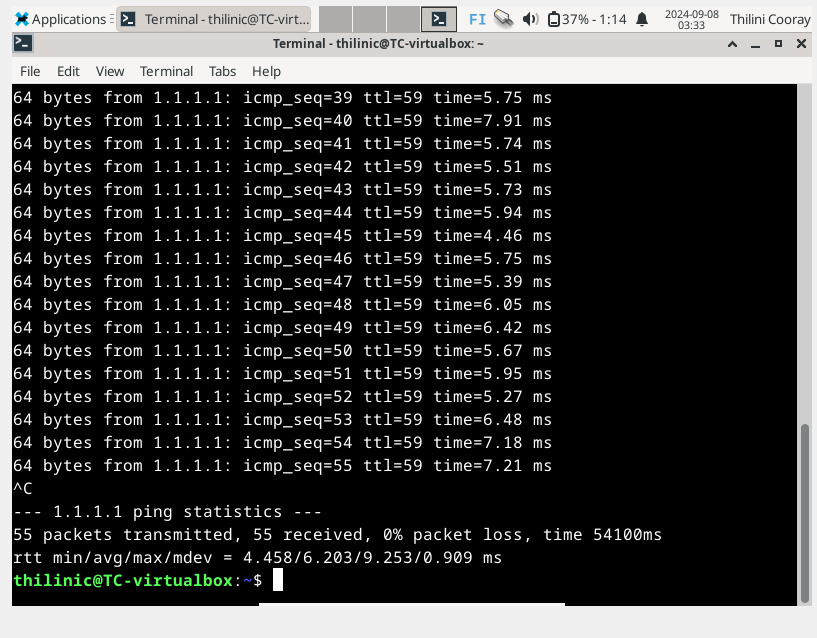 Applications
Terminal - thilinic@TC-virt...
FI
37% - 1:14
2024-09-08
03:33
Thilini Cooray
Terminal - thilinic@TC-virtualbox: ~
File Edit View Terminal Tabs Help
64 bytes from 1.1.1.1: icmp_seq=39 ttl=59 time=5.75 ms
64 bytes from 1.1.1.1: icmp_seq=40 ttl=59 time=7.91 ms
64 bytes from 1.1.1.1: icmp_seq=41 ttl=59 time=5.74 ms
64 bytes from 1.1.1.1: icmp_seq=42 ttl=59 time=5.51 ms
64 bytes from 1.1.1.1: icmp_seq=43 ttl=59 time=5.73 ms
64 bytes from 1.1.1.1: icmp_seq=44 ttl=59 time=5.94 ms
64 bytes from 1.1.1.1: icmp_seq=45 ttl=59 time=4.46 ms
64 bytes from 1.1.1.1: icmp_seq=46 ttl=59 time=5.75 ms
64 bytes from 1.1.1.1: icmp_seq=47 ttl=59 time=5.39 ms
64 bytes from 1.1.1.1: icmp_seq=48 ttl=59 time=6.05 ms
64 bytes from 1.1.1.1: icmp_seq=49 ttl=59 time=6.42 ms
64 bytes from 1.1.1.1: icmp_seq=50 ttl=59 time=5.67 ms
64 bytes from 1.1.1.1: icmp_seq=51 ttl=59 time=5.95 ms
64 bytes from 1.1.1.1: icmp_seq=52 ttl=59 time=5.27 ms
64 bytes from 1.1.1.1: icmp_seq=53 ttl=59 time=6.48 ms
64 bytes from 1.1.1.1: icmp_seq=54 ttl=59 time=7.18 ms
64 bytes from 1.1.1.1: icmp_seq=55 ttl=59 time=7.21 ms
^C
--- 1.1.1.1 ping statistics ---
55 packets transmitted, 55 received, 0% packet loss, time 54100ms
rtt min/avg/max/mdev = 4.458/6.203/9.253/0.909 ms
thilinic@TC-virtualbox:~$